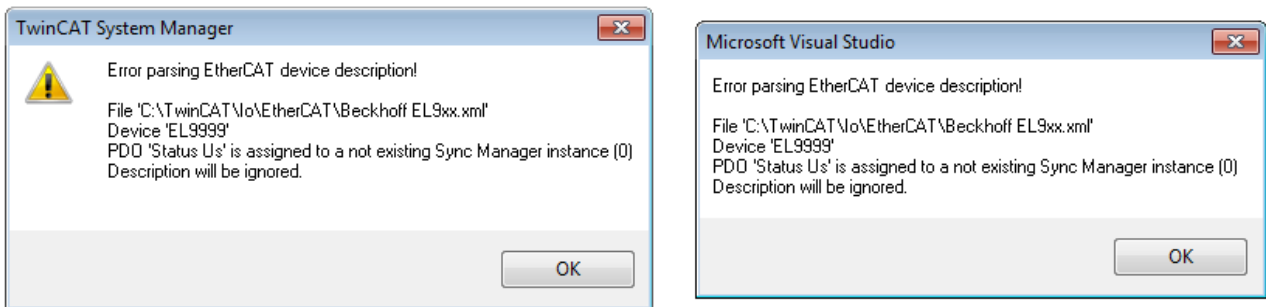 TwinCAT System Manager
Error parsing EtherCAT device description!
File 'C:\TwinCAT\Io\EtherCAT\Beckhoff EL9xx.xml'
Device 'EL9999'
PDO 'Status Us' is assigned to a not existing Sync Manager instance (0)
Description will be ignored.
OK
Microsoft Visual Studio
Error parsing EtherCAT device description!
File 'C:\TwinCAT\Io\EtherCAT\Beckhoff EL9xx.xml'
Device 'EL9999'
PDO 'Status Us' is assigned to a not existing Sync Manager instance (0)
Description will be ignored.
OK